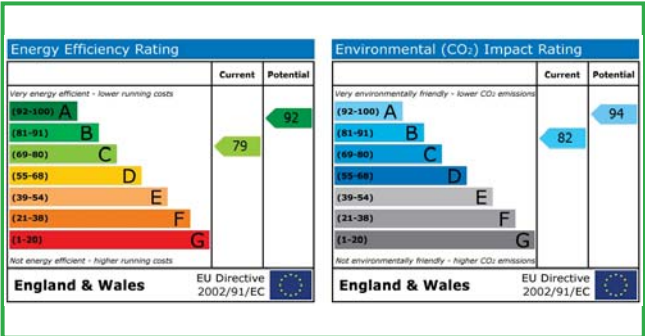 Energy Efficiency Rating
Current Potential
Very energy efficient - lower running costs
(92-100) A
(81-91) B
(69-80) C
(55-68) D
(39-54) E
(21-38) F
(1-20) G
79
92
Not energy efficient - higher running costs
England & Wales
EU Directive
2002/91/EC
Environmental (CO₂) Impact Rating
Current Potential
Very environmentally friendly - lower CO₂ emissions
(92-100) A
(81-91) B
(69-80) C
(55-68) D
(39-54) E
(21-38) F
(1-20) G
82
94
Not environmentally friendly - higher CO₂ emissions
England & Wales
EU Directive
2002/91/EC